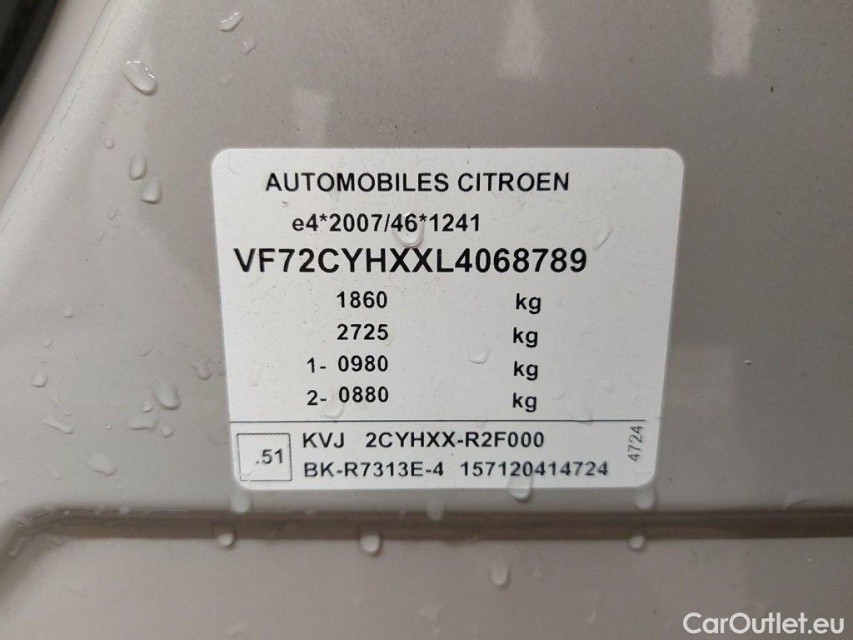 AUTOMOBILES CITROEN
e4*2007/46*1241
VF72CYHXXL4068789
1860 kg
2725 kg
1- 0980 kg
2- 0880 kg
.51 KVJ 2CYHXX-R2F000
BK-R7313E-4 157120414724
4724
CarOutlet.eu